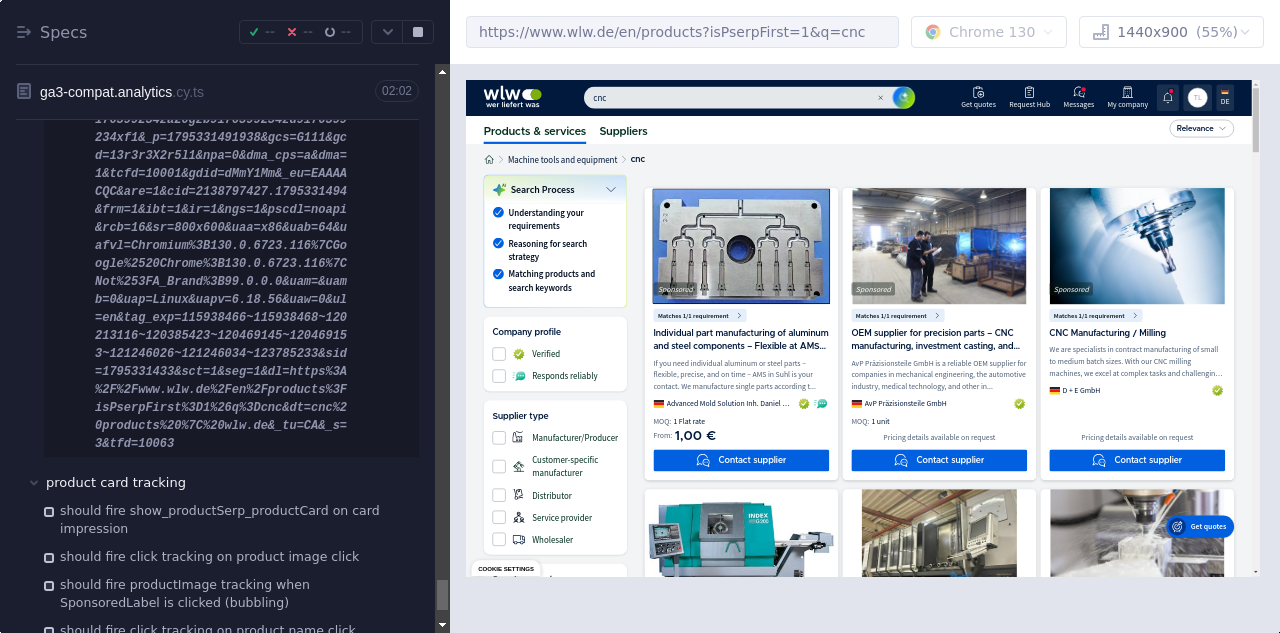 Specs
--
--
--
https://www.wlw.de/en/products?isPserpFirst=1&q=cnc
Chrome 130
1440x900 (55%)
ga3-compat.analytics.cy.ts
02:02
234xf1&_p=1795331491938&gcs=G111&gc
d=13r3r3X2r5l1&npa=0&dma_cps=a&dma=
1&tcfd=10001&gdid=dMmY1Mm&_eu=EAAAA
CQC&are=1&cid=2138797427.1795331494
&frm=1&ibt=1&ir=1&ngs=1&pscdl=noapi
&rcb=16&sr=800x600&uaa=x86&uab=64&u
afvl=Chromium%3B130.0.6723.116%7CGo
ogle%2520Chrome%3B130.0.6723.116%7C
Not%253FA_Brand%3B99.0.0.0&uam=&uam
b=0&uap=Linux&uapv=6.18.56&uaw=0&ul
=en&tag_exp=115938466~115938468~120
213116~120385423~120469145~12046915
3~121246026~121246034~123785233&sid
=1795331433&sct=1&seg=1&dl=https%3A
%2F%2Fwww.wlw.de%2Fen%2Fproducts%3F
isPserpFirst%3D1%26q%3Dcnc&dt=cnc%2
0products%20%7C%20wlw.de&_tu=CA&_s=
3&tfd=10063
product card tracking
should fire show_productSerp_productCard on card
impression
should fire click tracking on product image click
should fire productImage tracking when
SponsoredLabel is clicked (bubbling)
should fire click tracking on product name click
wlw
wer liefert was
cnc
Get quotes
Request Hub
Messages
My company
TL
DE
Products & services
Suppliers
Relevance
Machine tools and equipment
cnc
Search Process
Understanding your
requirements
Reasoning for search
strategy
Matching products and
search keywords
Company profile
Verified
Responds reliably
Supplier type
Manufacturer/Producer
Customer-specific
manufacturer
Distributor
Service provider
Wholesaler
COOKIE SETTINGS
Sponsored
Matches 1/1 requirement
Individual part manufacturing of aluminum
and steel components – Flexible at AMS...
If you need individual aluminum or steel parts –
flexible, precise, and on time – AMS in Suhl is your
contact. We manufacture single parts according t...
Advanced Mold Solution Inh. Daniel ...
MOQ: 1 Flat rate
From: 1,00 €
Contact supplier
Sponsored
Matches 1/1 requirement
OEM supplier for precision parts – CNC
manufacturing, investment casting, and...
AvP Präzisionsteile GmbH is a reliable OEM supplier for
companies in mechanical engineering, the automotive
industry, medical technology, and other in...
AvP Präzisionsteile GmbH
MOQ: 1 unit
Pricing details available on request
Contact supplier
Sponsored
Matches 1/1 requirement
CNC Manufacturing / Milling
We are specialists in contract manufacturing of small
to medium batch sizes. With our CNC milling
machines, we excel at complex tasks and challengin...
D + E GmbH
Pricing details available on request
Contact supplier
INDEX
Get quotes